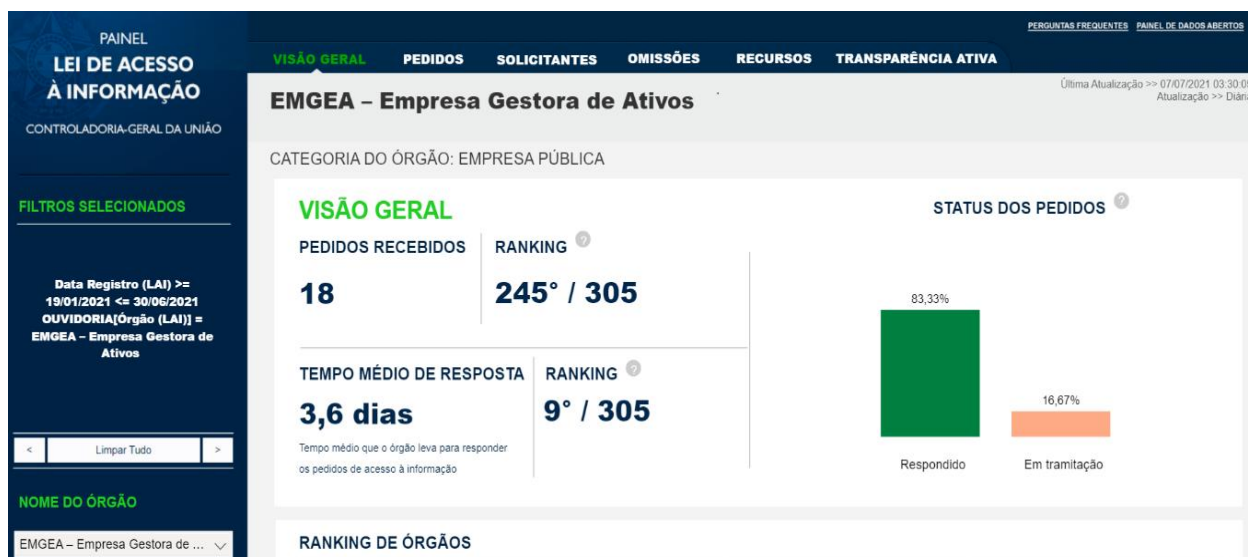 PAINEL
LEI DE ACESSO
À INFORMAÇÃO
CONTROLADORIA-GERAL DA UNIÃO
PERGUNTAS FREQUENTES PAINEL DE DADOS ABERTOS
VISÃO GERAL PEDIDOS SOLICITANTES OMISSÕES RECURSOS TRANSPARÊNCIA ATIVA
EMGEA – Empresa Gestora de Ativos
Última Atualização >> 07/07/2021 03:30:0
Atualização >> Diári
CATEGORIA DO ÓRGÃO: EMPRESA PÚBLICA
FILTROS SELECIONADOS
Data Registro (LAI) >=
19/01/2021 <= 30/06/2021
OUVIDORIA[Órgão (LAI)] =
EMGEA – Empresa Gestora de
Ativos
< Limpar Tudo >
NOME DO ÓRGÃO
EMGEA – Empresa Gestora de ...
VISÃO GERAL
PEDIDOS RECEBIDOS
18
RANKING ?
245° / 305
TEMPO MÉDIO DE RESPOSTA
3,6 dias
Tempo médio que o órgão leva para responder
os pedidos de acesso à informação
RANKING ?
9° / 305
STATUS DOS PEDIDOS ?
83,33%
16,67%
Respondido Em tramitação
RANKING DE ÓRGÃOS